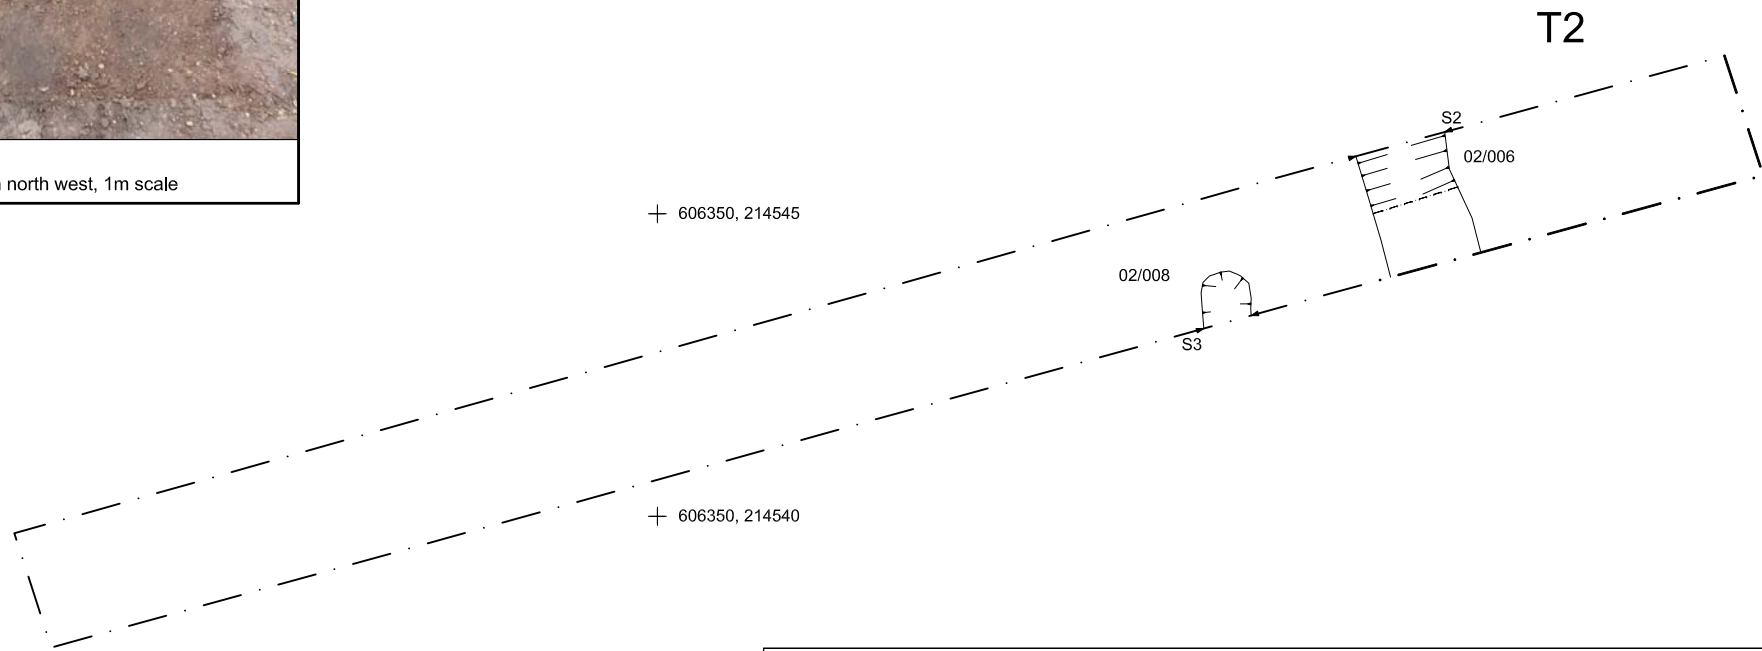 T2
S2
02/006
north west, 1m scale
606350, 214545
02/008
S3
606350, 214540